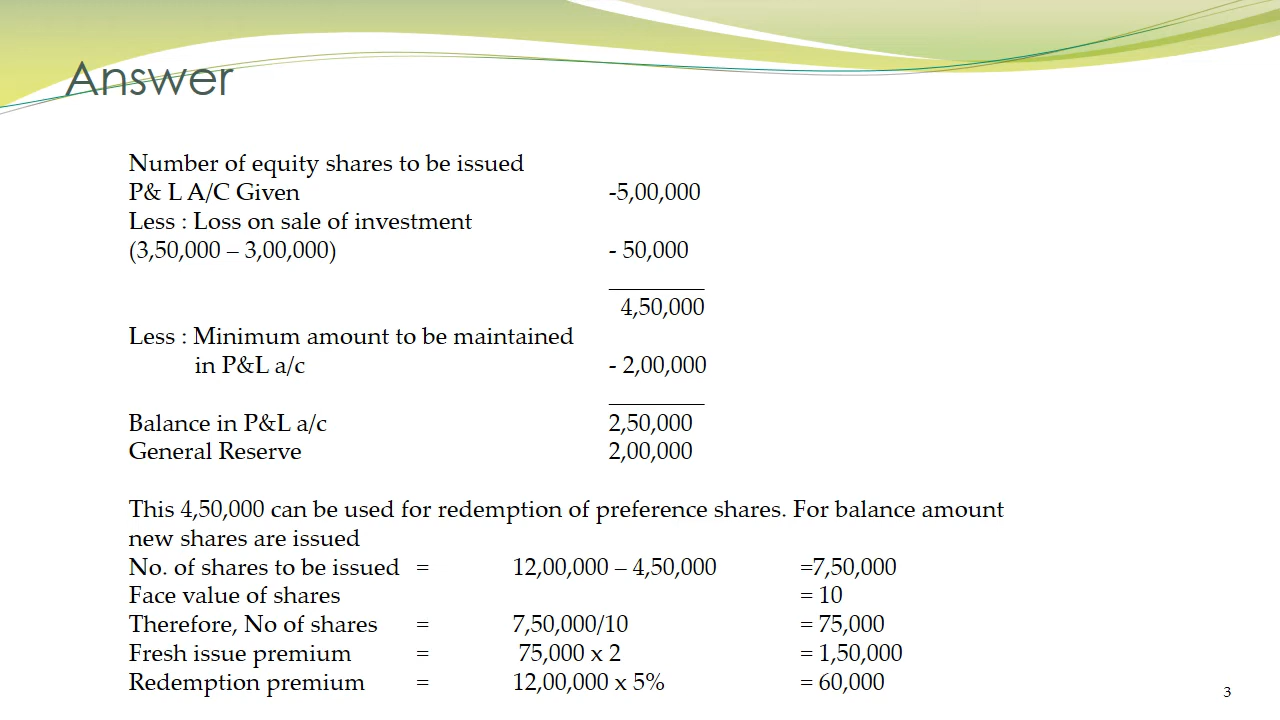 Answer
Number of equity shares to be issued
P& L A/C Given -5,00,000
Less : Loss on sale of investment
(3,50,000 – 3,00,000) - 50,000
4,50,000
Less : Minimum amount to be maintained
in P&L a/c - 2,00,000
Balance in P&L a/c 2,50,000
General Reserve 2,00,000
This 4,50,000 can be used for redemption of preference shares. For balance amount
new shares are issued
No. of shares to be issued = 12,00,000 – 4,50,000 =7,50,000
Face value of shares = 10
Therefore, No of shares = 7,50,000/10 = 75,000
Fresh issue premium = 75,000 x 2 = 1,50,000
Redemption premium = 12,00,000 x 5% = 60,000
3